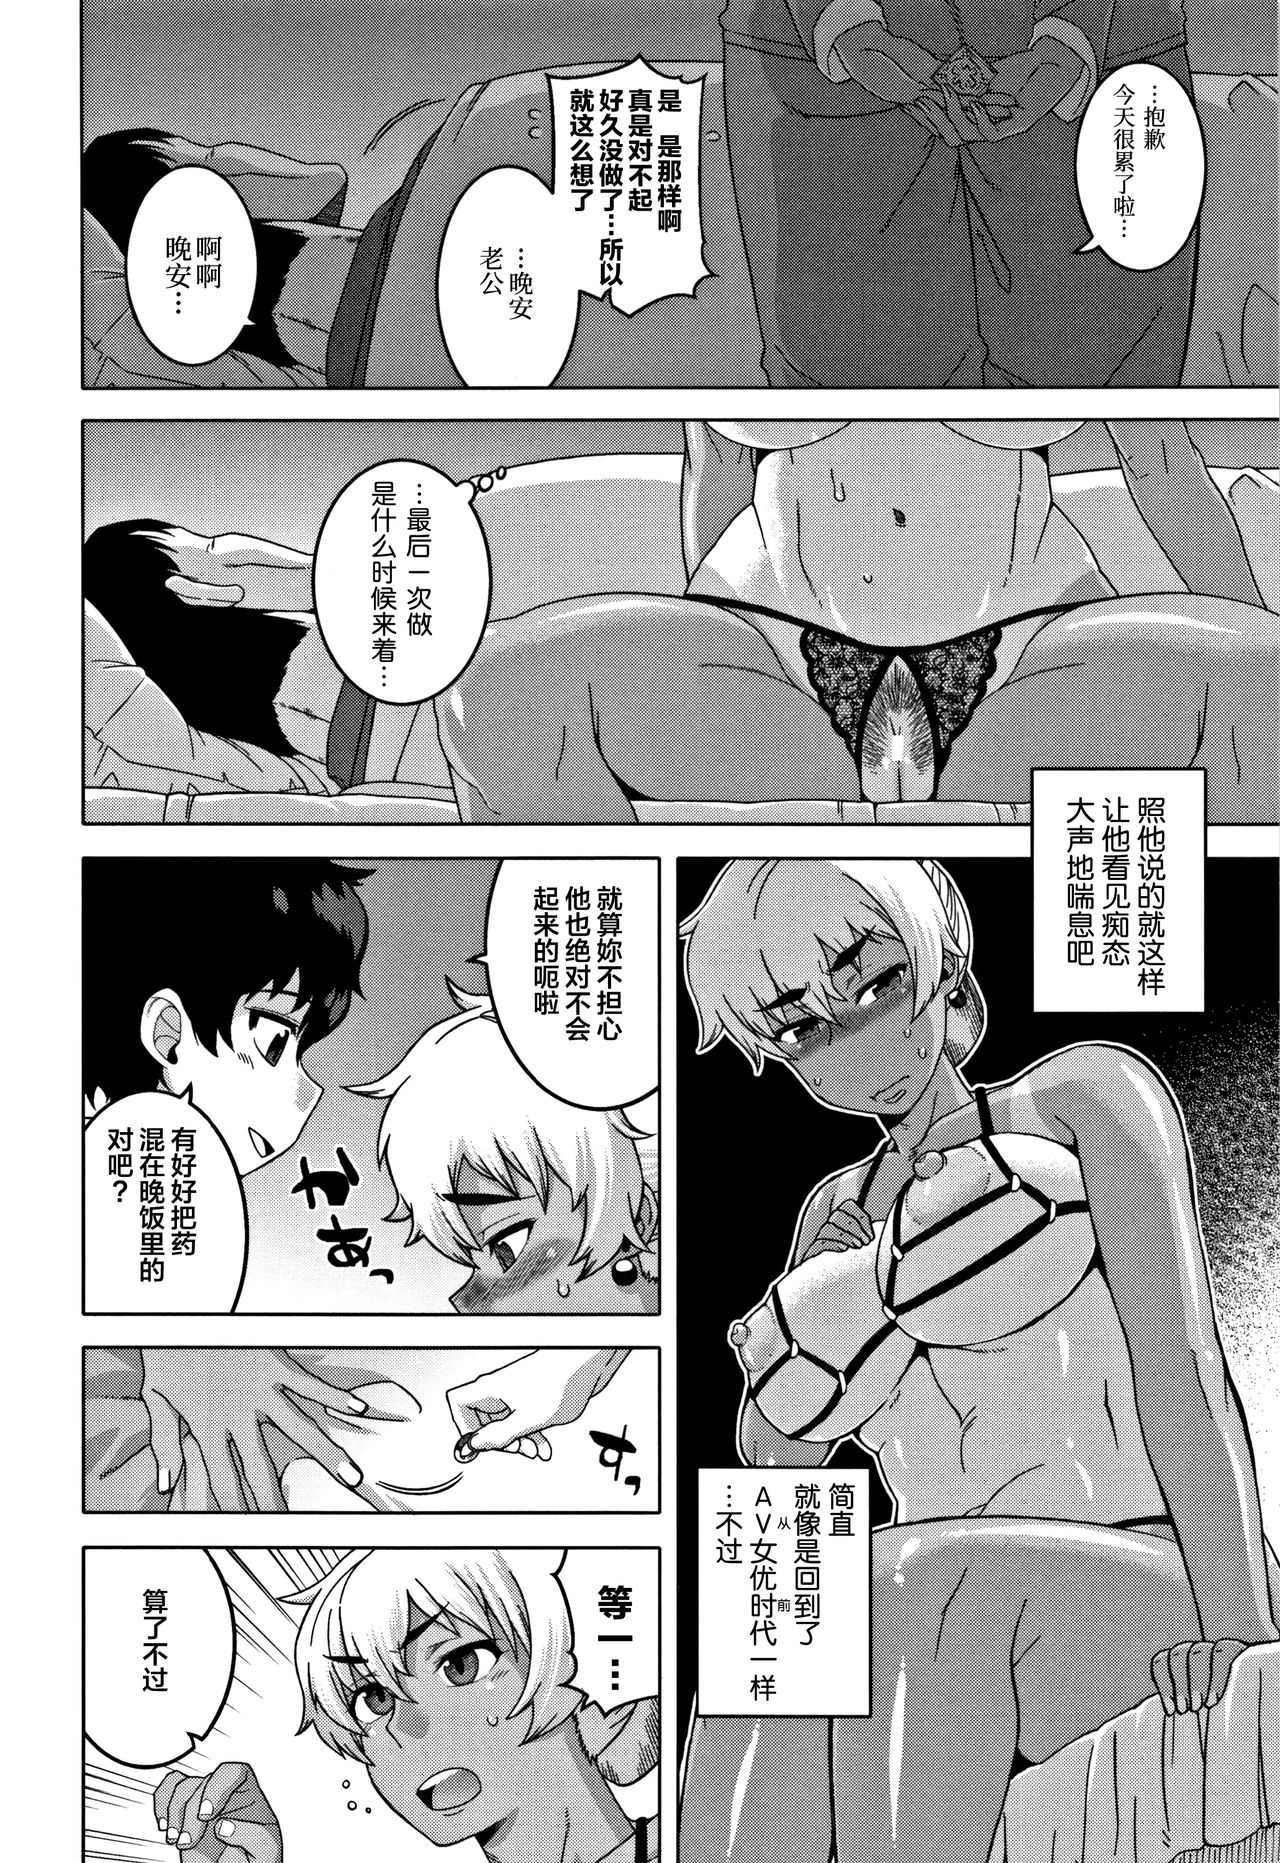 …抱歉
今天很累了啦…
是　是那样啊
真是对不起
好久没做了…所以
就这么想了
…晚安
老公
啊啊
晚安…
…最后一次做
是什么时候来着…
照他说的就这样
让他看见痴态
大声地喘息吧
简直
就像是回到了
从前
AV女优时代一样
…不过
就算妳不担心
他也绝对不会
起来的呃啦
有好好把药
混在晚饭里的
对吧？
かぁっ
すっ
等一…
算了不过